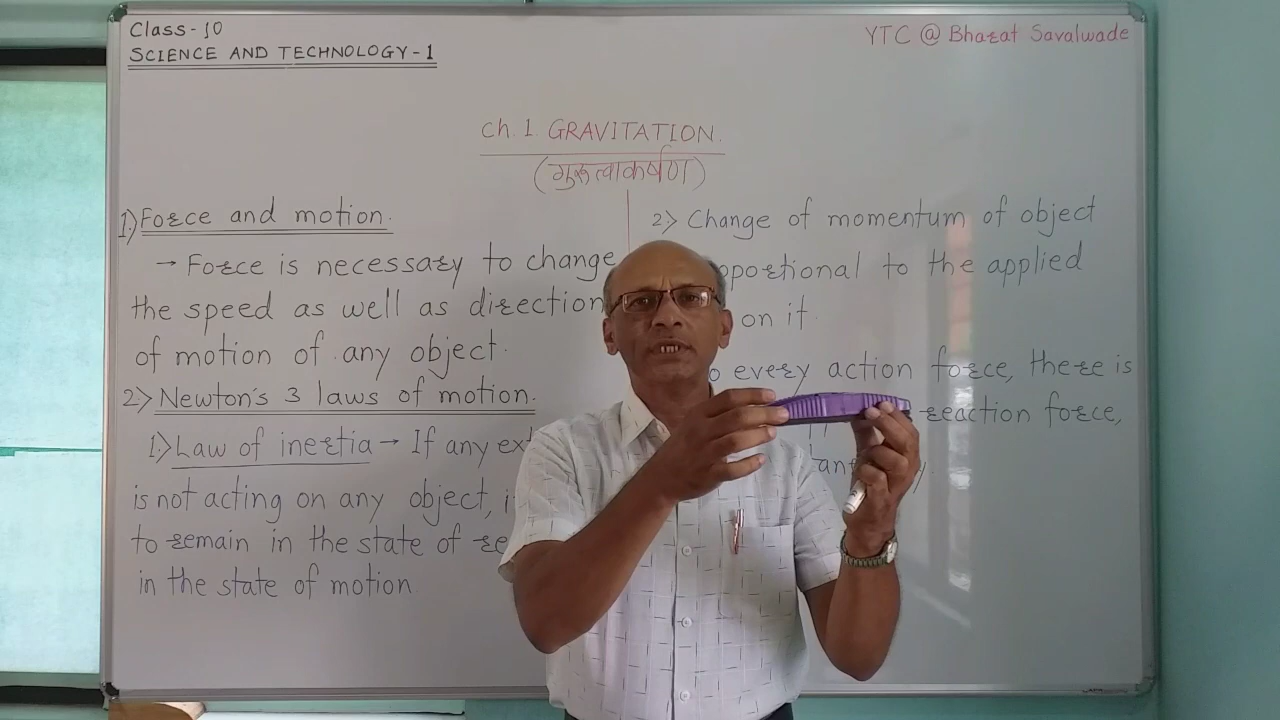 Class-10
SCIENCE AND TECHNOLOGY-1
YTC @ Bharat Savalwade
Ch. 1. GRAVITATION.
(गुरुत्वाकर्षण)
1) Force and motion.
→ Force is necessary to change
the speed as well as direction
of motion of any object.
2) Newton's 3 laws of motion.
1) Law of inertia → If any
is not acting on any object,
to remain in the state of
in the state of motion.
2) Change of momentum of object
to the applied
on it.
every action force, there is
reaction force,